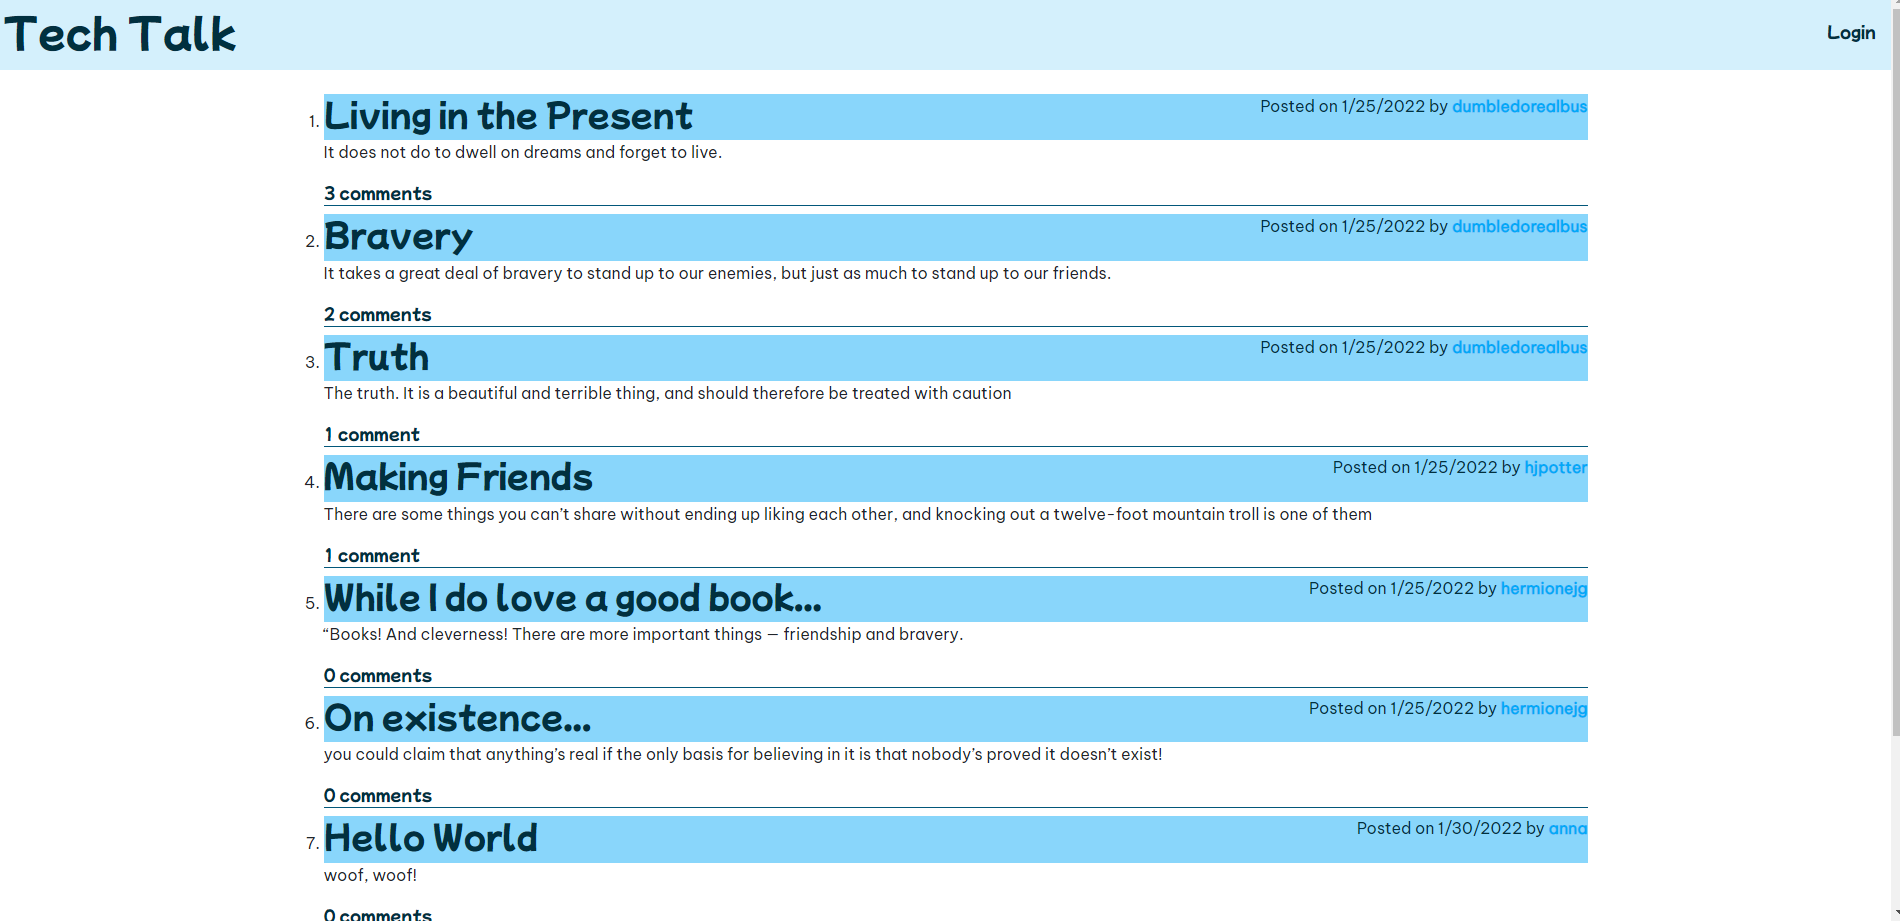 Tech Talk
Login
1. Living in the Present
Posted on 1/25/2022 by dumbledorealbus
It does not do to dwell on dreams and forget to live.
3 comments
2. Bravery
Posted on 1/25/2022 by dumbledorealbus
It takes a great deal of bravery to stand up to our enemies, but just as much to stand up to our friends.
2 comments
3. Truth
Posted on 1/25/2022 by dumbledorealbus
The truth. It is a beautiful and terrible thing, and should therefore be treated with caution
1 comment
4. Making Friends
Posted on 1/25/2022 by hjpotter
There are some things you can’t share without ending up liking each other, and knocking out a twelve-foot mountain troll is one of them
1 comment
5. While I do love a good book...
Posted on 1/25/2022 by hermionejg
“Books! And cleverness! There are more important things — friendship and bravery.
0 comments
6. On existence...
Posted on 1/25/2022 by hermionejg
you could claim that anything’s real if the only basis for believing in it is that nobody’s proved it doesn’t exist!
0 comments
7. Hello World
Posted on 1/30/2022 by anna
woof, woof!
0 comments